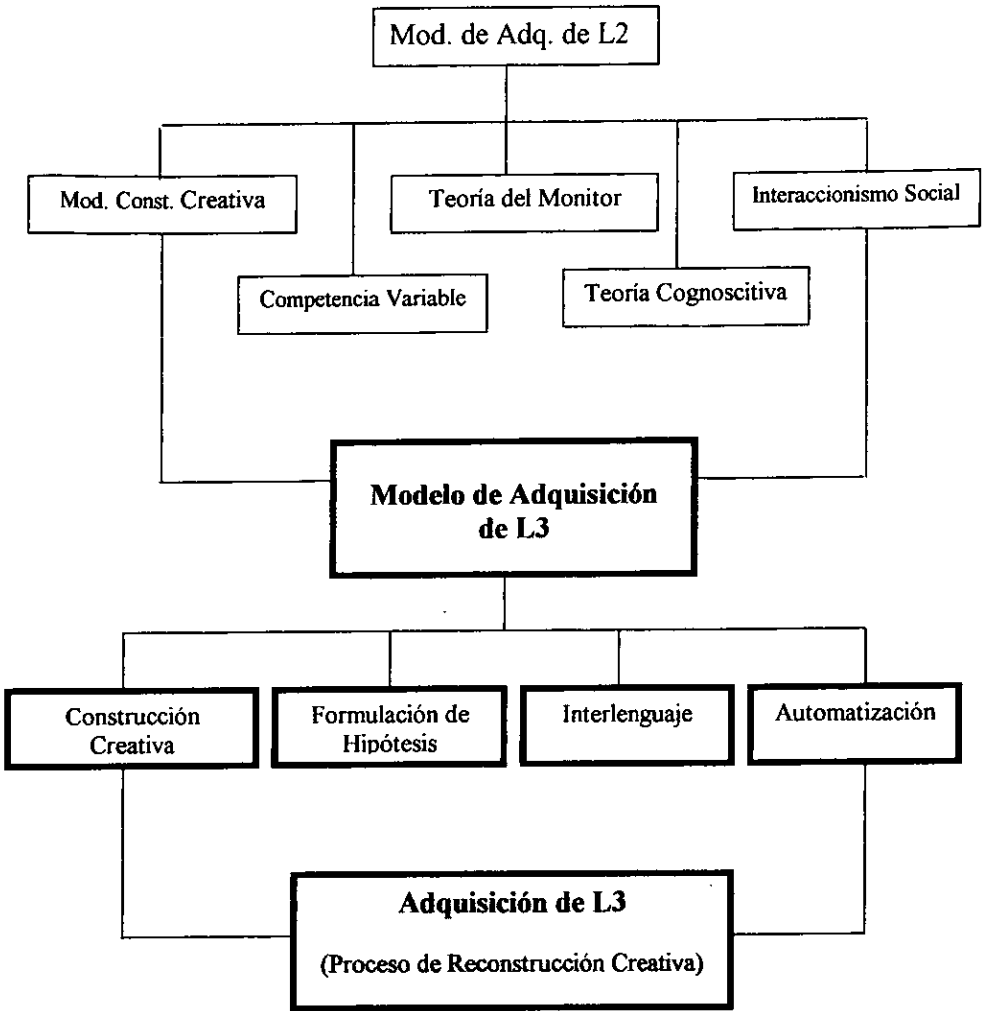 Mod. de Adq. de L2
Mod. Const. Creativa
Teoría del Monitor
Interaccionismo Social
Competencia Variable
Teoría Cognoscitiva
Modelo de Adquisición
de L3
Construcción
Creativa
Formulación de
Hipótesis
Interlenguaje
Automatización
Adquisición de L3
(Proceso de Reconstrucción Creativa)